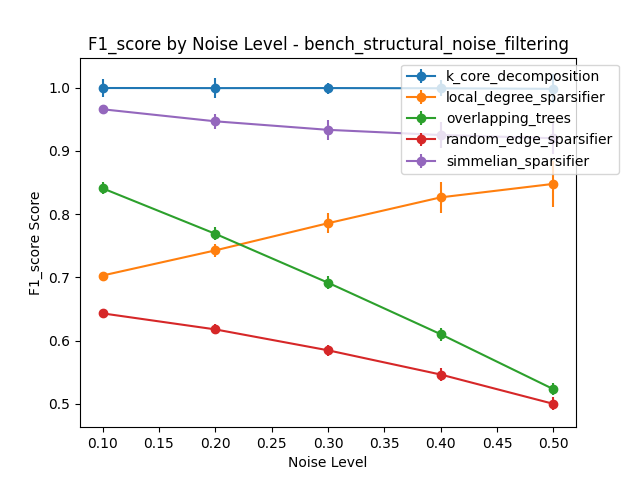 F1_score by Noise Level - bench_structural_noise_filtering
k_core_decomposition
local_degree_sparsifier
overlapping_trees
random_edge_sparsifier
simmelian_sparsifier
F1_score Score
1.0
0.9
0.8
0.7
0.6
0.5
0.10 0.15 0.20 0.25 0.30 0.35 0.40 0.45 0.50
Noise Level